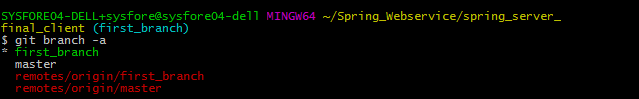 SYSFORE04-DELL+sysfore@sysfore04-dell MINGW64 ~/Spring_Webservice/spring_server_
final_client (first_branch)
$ git branch -a
* first_branch
  master
  remotes/origin/first_branch
  remotes/origin/master